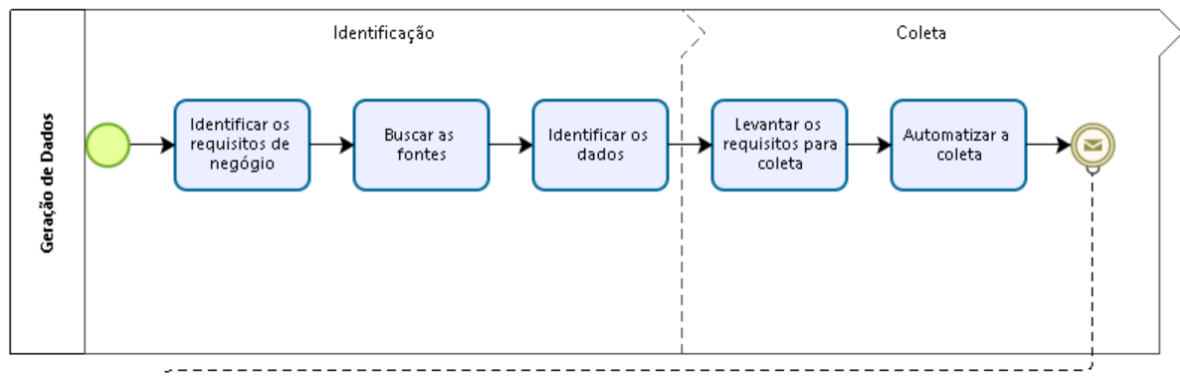 Identificação
Coleta
Geração de Dados
Identificar os
requisitos de
negógio
Buscar as
fontes
Identificar os
dados
Levantar os
requisitos para
coleta
Automatizar a
coleta